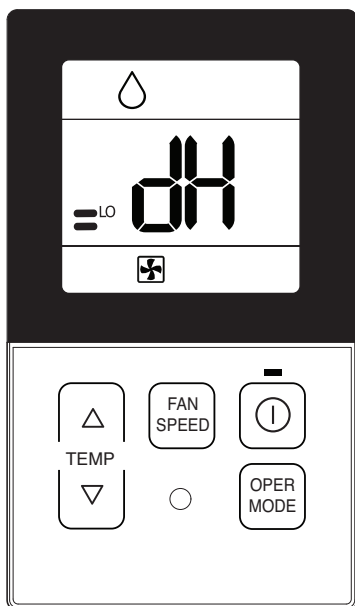 LO
dH
FAN
SPEED
TEMP
OPER
MODE